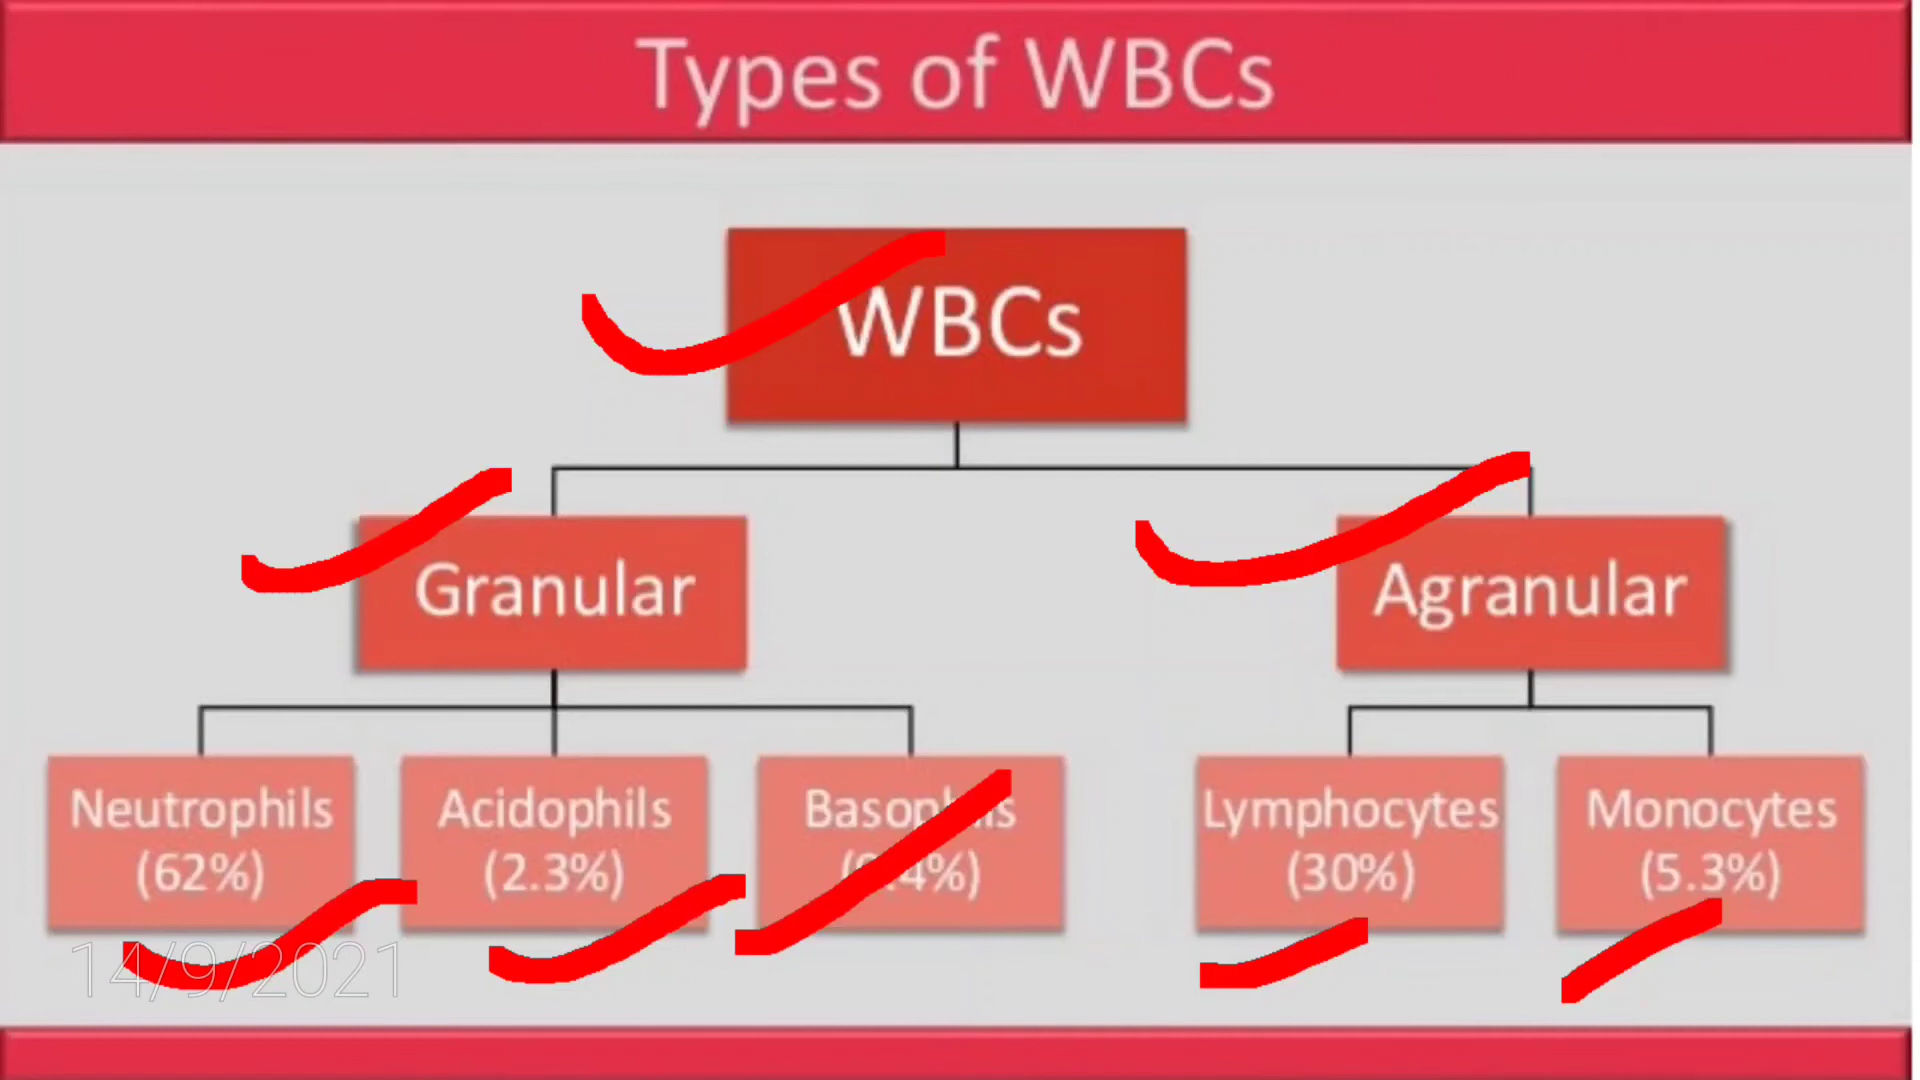 Types of WBCs
WBCs
Granular
Agranular
Neutrophils
(62%)
Acidophils
(2.3%)
Basophils
Lymphocytes
(30%)
Monocytes
(5.3%)
14/9/2021